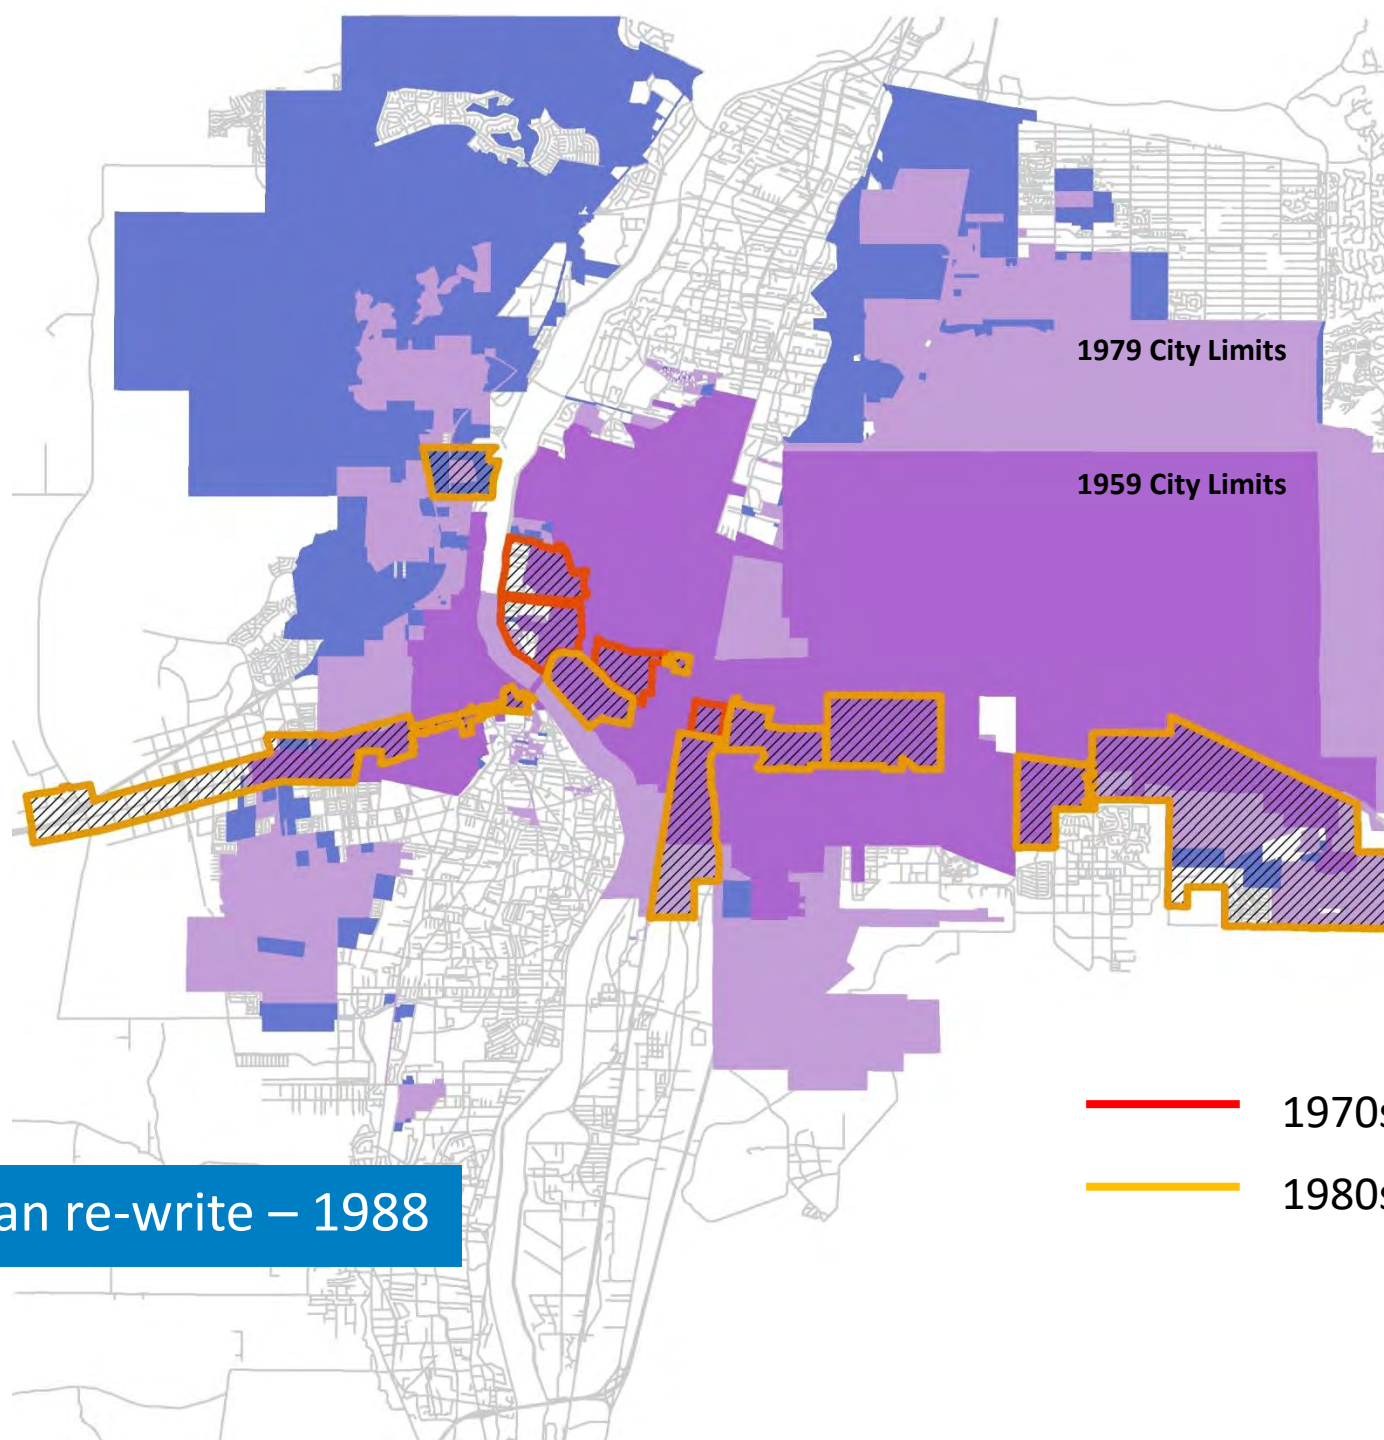 1979 City Limits
1959 City Limits
1970s
1980s
an re-write – 1988